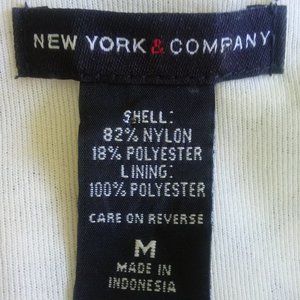 NEW YORK & COMPANY
SHELL:
82% NYLON
18% POLYESTER
LINING:
100% POLYESTER
CARE ON REVERSE
M
MADE IN
INDONESIA